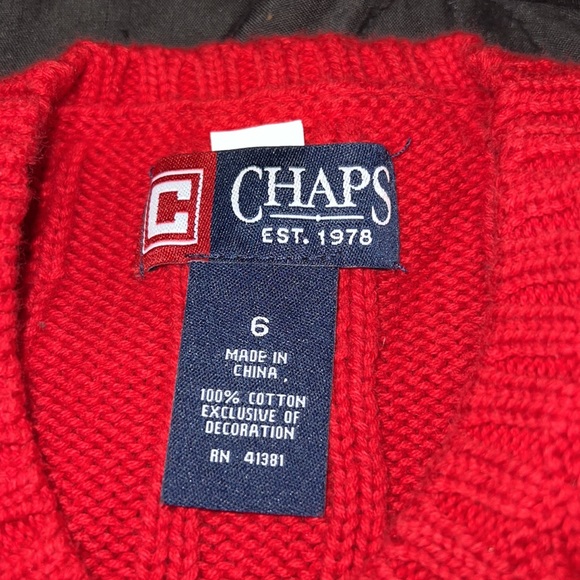 C CHAPS
EST. 1978
6
MADE IN
CHINA.
100% COTTON
EXCLUSIVE OF
DECORATION
RN 41381